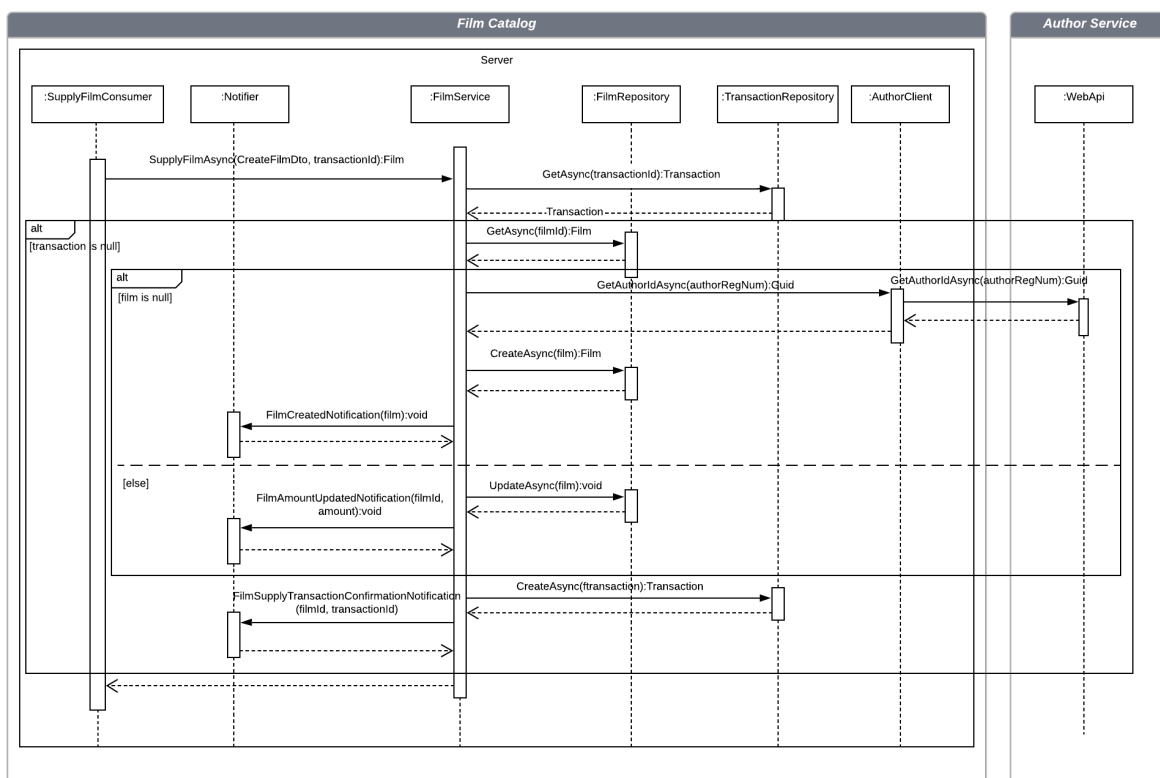 Film Catalog
Author Service
Server
:SupplyFilmConsumer
:Notifier
:FilmService
:FilmRepository
:TransactionRepository
:AuthorClient
:WebApi
SupplyFilmAsync(CreateFilmDto, transactionId):Film
GetAsync(transactionId):Transaction
Transaction
alt
[transaction is null]
GetAsync(filmId):Film
alt
[film is null]
GetAuthorIdAsync(authorRegNum):Guid
GetAuthorIdAsync(authorRegNum):Guid
CreateAsync(film):Film
FilmCreatedNotification(film):void
[else]
UpdateAsync(film):void
FilmAmountUpdatedNotification(filmId,
amount):void
CreateAsync(ftransaction):Transaction
FilmSupplyTransactionConfirmationNotification
(filmId, transactionId)